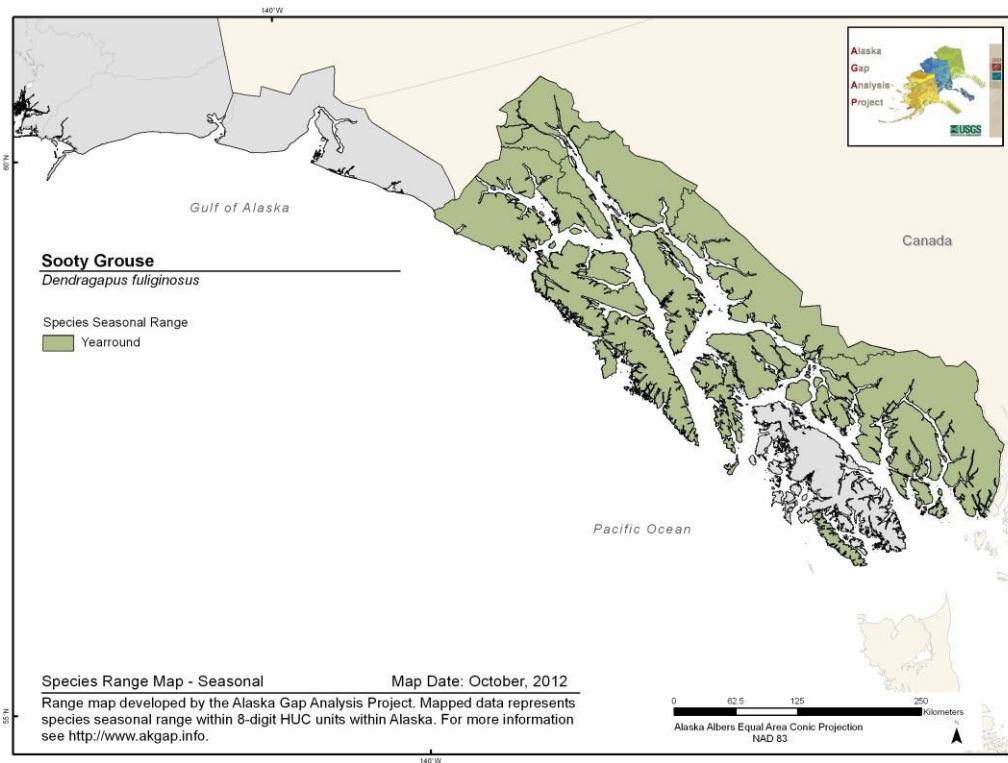 140°W
Alaska
Gap
Analysis
Project
USGS
60°N
Gulf of Alaska
Canada
Sooty Grouse
Dendragapus fuliginosus
Species Seasonal Range
Yearround
Pacific Ocean
Species Range Map - Seasonal Map Date: October, 2012
Range map developed by the Alaska Gap Analysis Project. Mapped data represents
species seasonal range within 8-digit HUC units within Alaska. For more information
see http://www.akgap.info.
0 62.5 125 250
Kilometers
Alaska Albers Equal Area Conic Projection
NAD 83
N
55°N
140°W